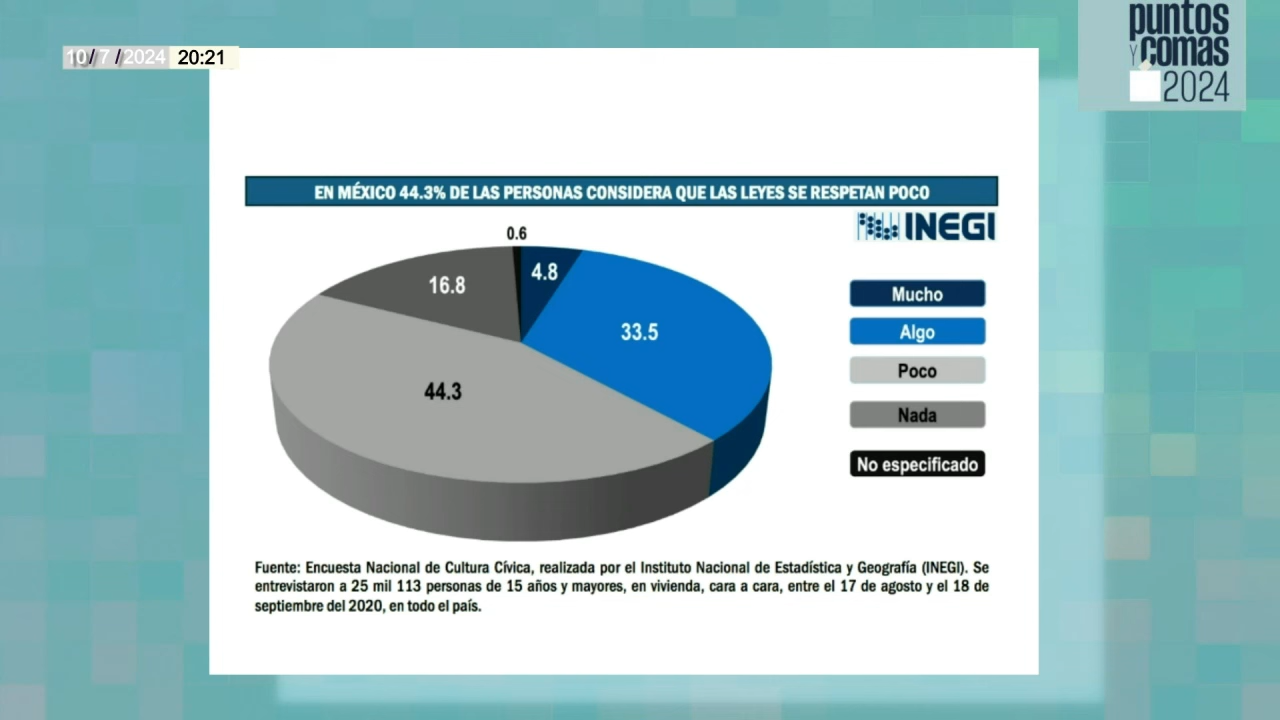 10/7/2024 20:21
puntos
y comas
2024
EN MÉXICO 44.3% DE LAS PERSONAS CONSIDERA QUE LAS LEYES SE RESPETAN POCO
INEGI
0.6
4.8
16.8
33.5
44.3
Mucho
Algo
Poco
Nada
No especificado
Fuente: Encuesta Nacional de Cultura Cívica, realizada por el Instituto Nacional de Estadística y Geografía (INEGI). Se
entrevistaron a 25 mil 113 personas de 15 años y mayores, en vivienda, cara a cara, entre el 17 de agosto y el 18 de
septiembre del 2020, en todo el país.